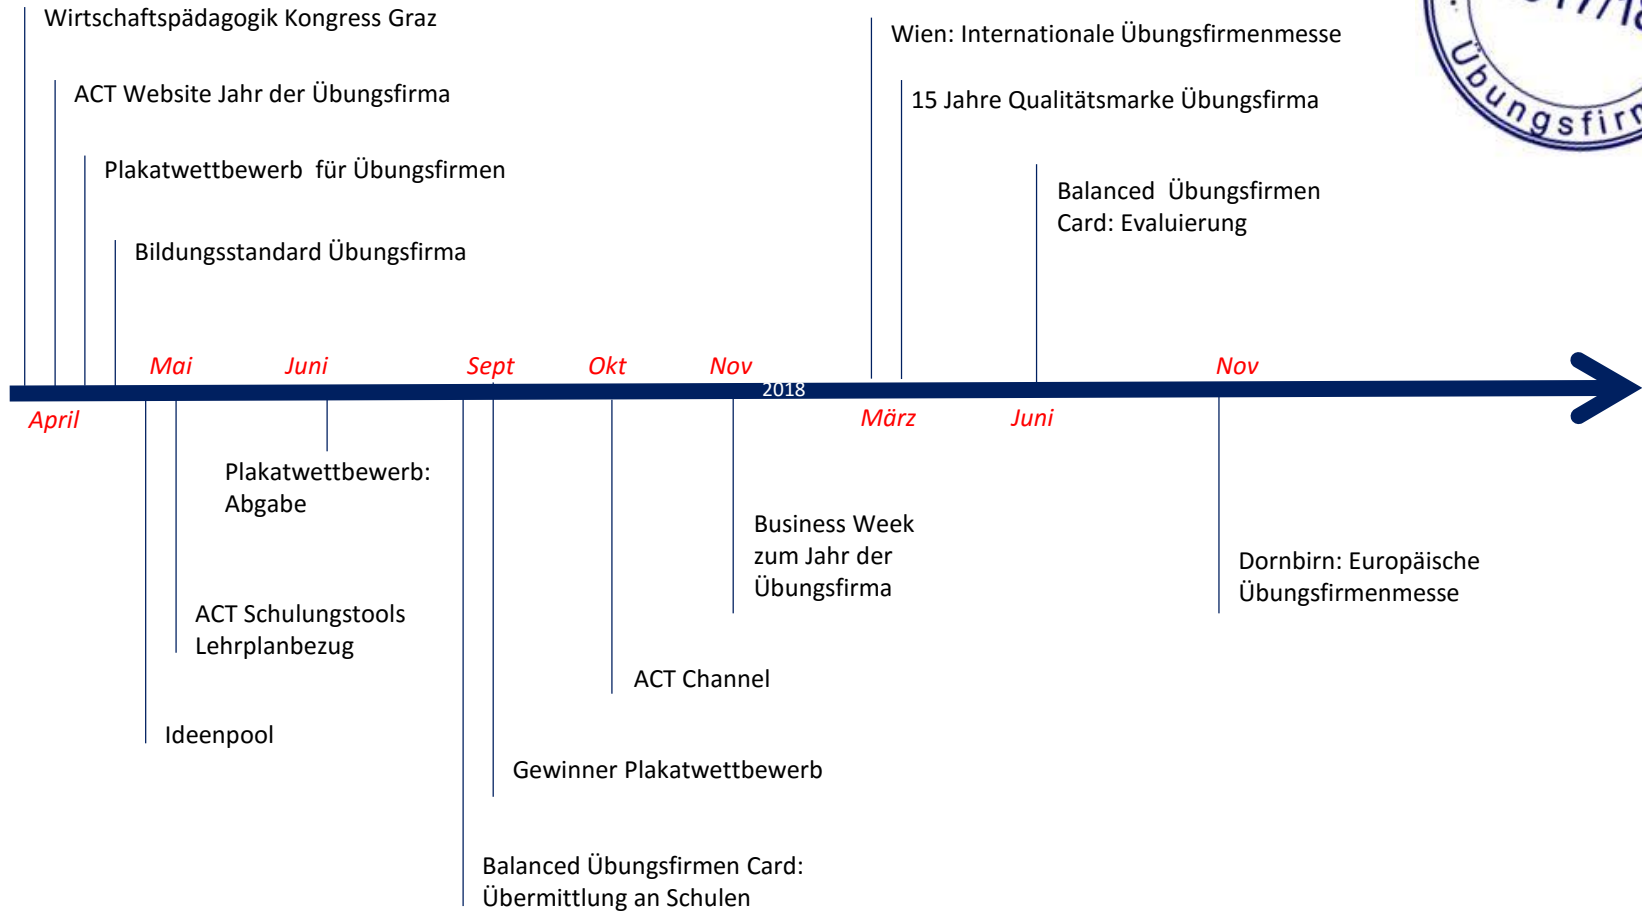 Wirtschaftspädagogik Kongress Graz
ACT Website Jahr der Übungsfirma
Plakatwettbewerb für Übungsfirmen
Bildungsstandard Übungsfirma
Wien: Internationale Übungsfirmenmesse
15 Jahre Qualitätsmarke Übungsfirma
Balanced Übungsfirmen
Card: Evaluierung
17/18
Übungsfir
Mai
Juni
Sept
Okt
Nov
2018
Nov
April
März
Juni
Plakatwettbewerb:
Abgabe
ACT Schulungstools
Lehrplanbezug
Ideenpool
Business Week
zum Jahr der
Übungsfirma
Dornbirn: Europäische
Übungsfirmenmesse
ACT Channel
Gewinner Plakatwettbewerb
Balanced Übungsfirmen Card:
Übermittlung an Schulen